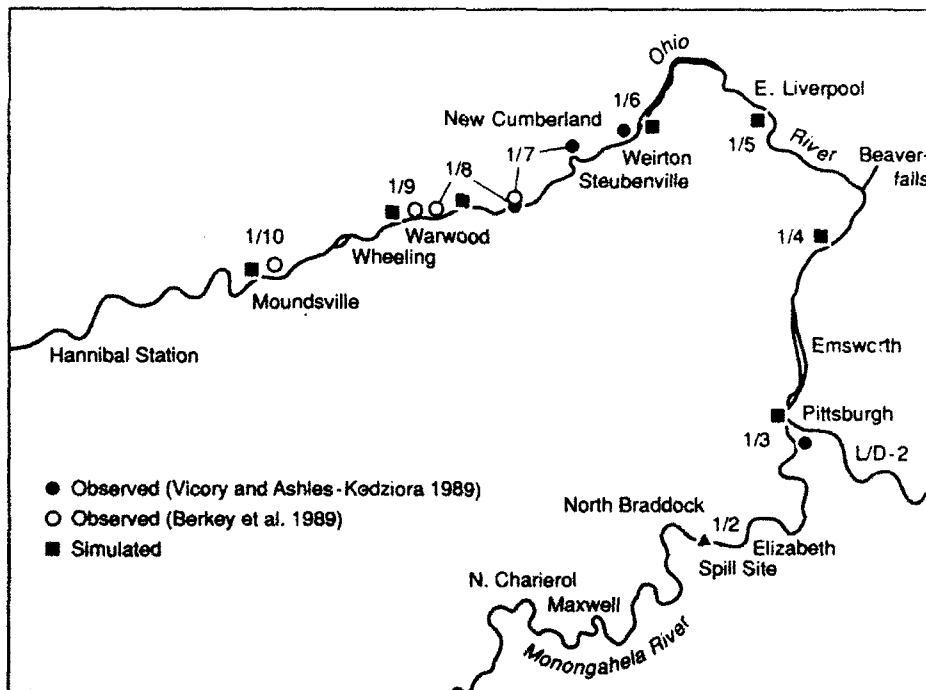 Ohio
E. Liverpool
1/6
New Cumberland
1/5
River
Beaver-
falls
1/7
Weirton
Steubenville
1/8
1/9
Warwood
1/4
1/10
Wheeling
Moundsville
Hannibal Station
Emsworth
Pittsburgh
1/3
L/D-2
● Observed (Vicory and Ashles-Kedziora 1989)
○ Observed (Berkey et al. 1989)
■ Simulated
North Braddock
1/2
Elizabeth
Spill Site
N. Charierol
Maxwell
Monongahela River